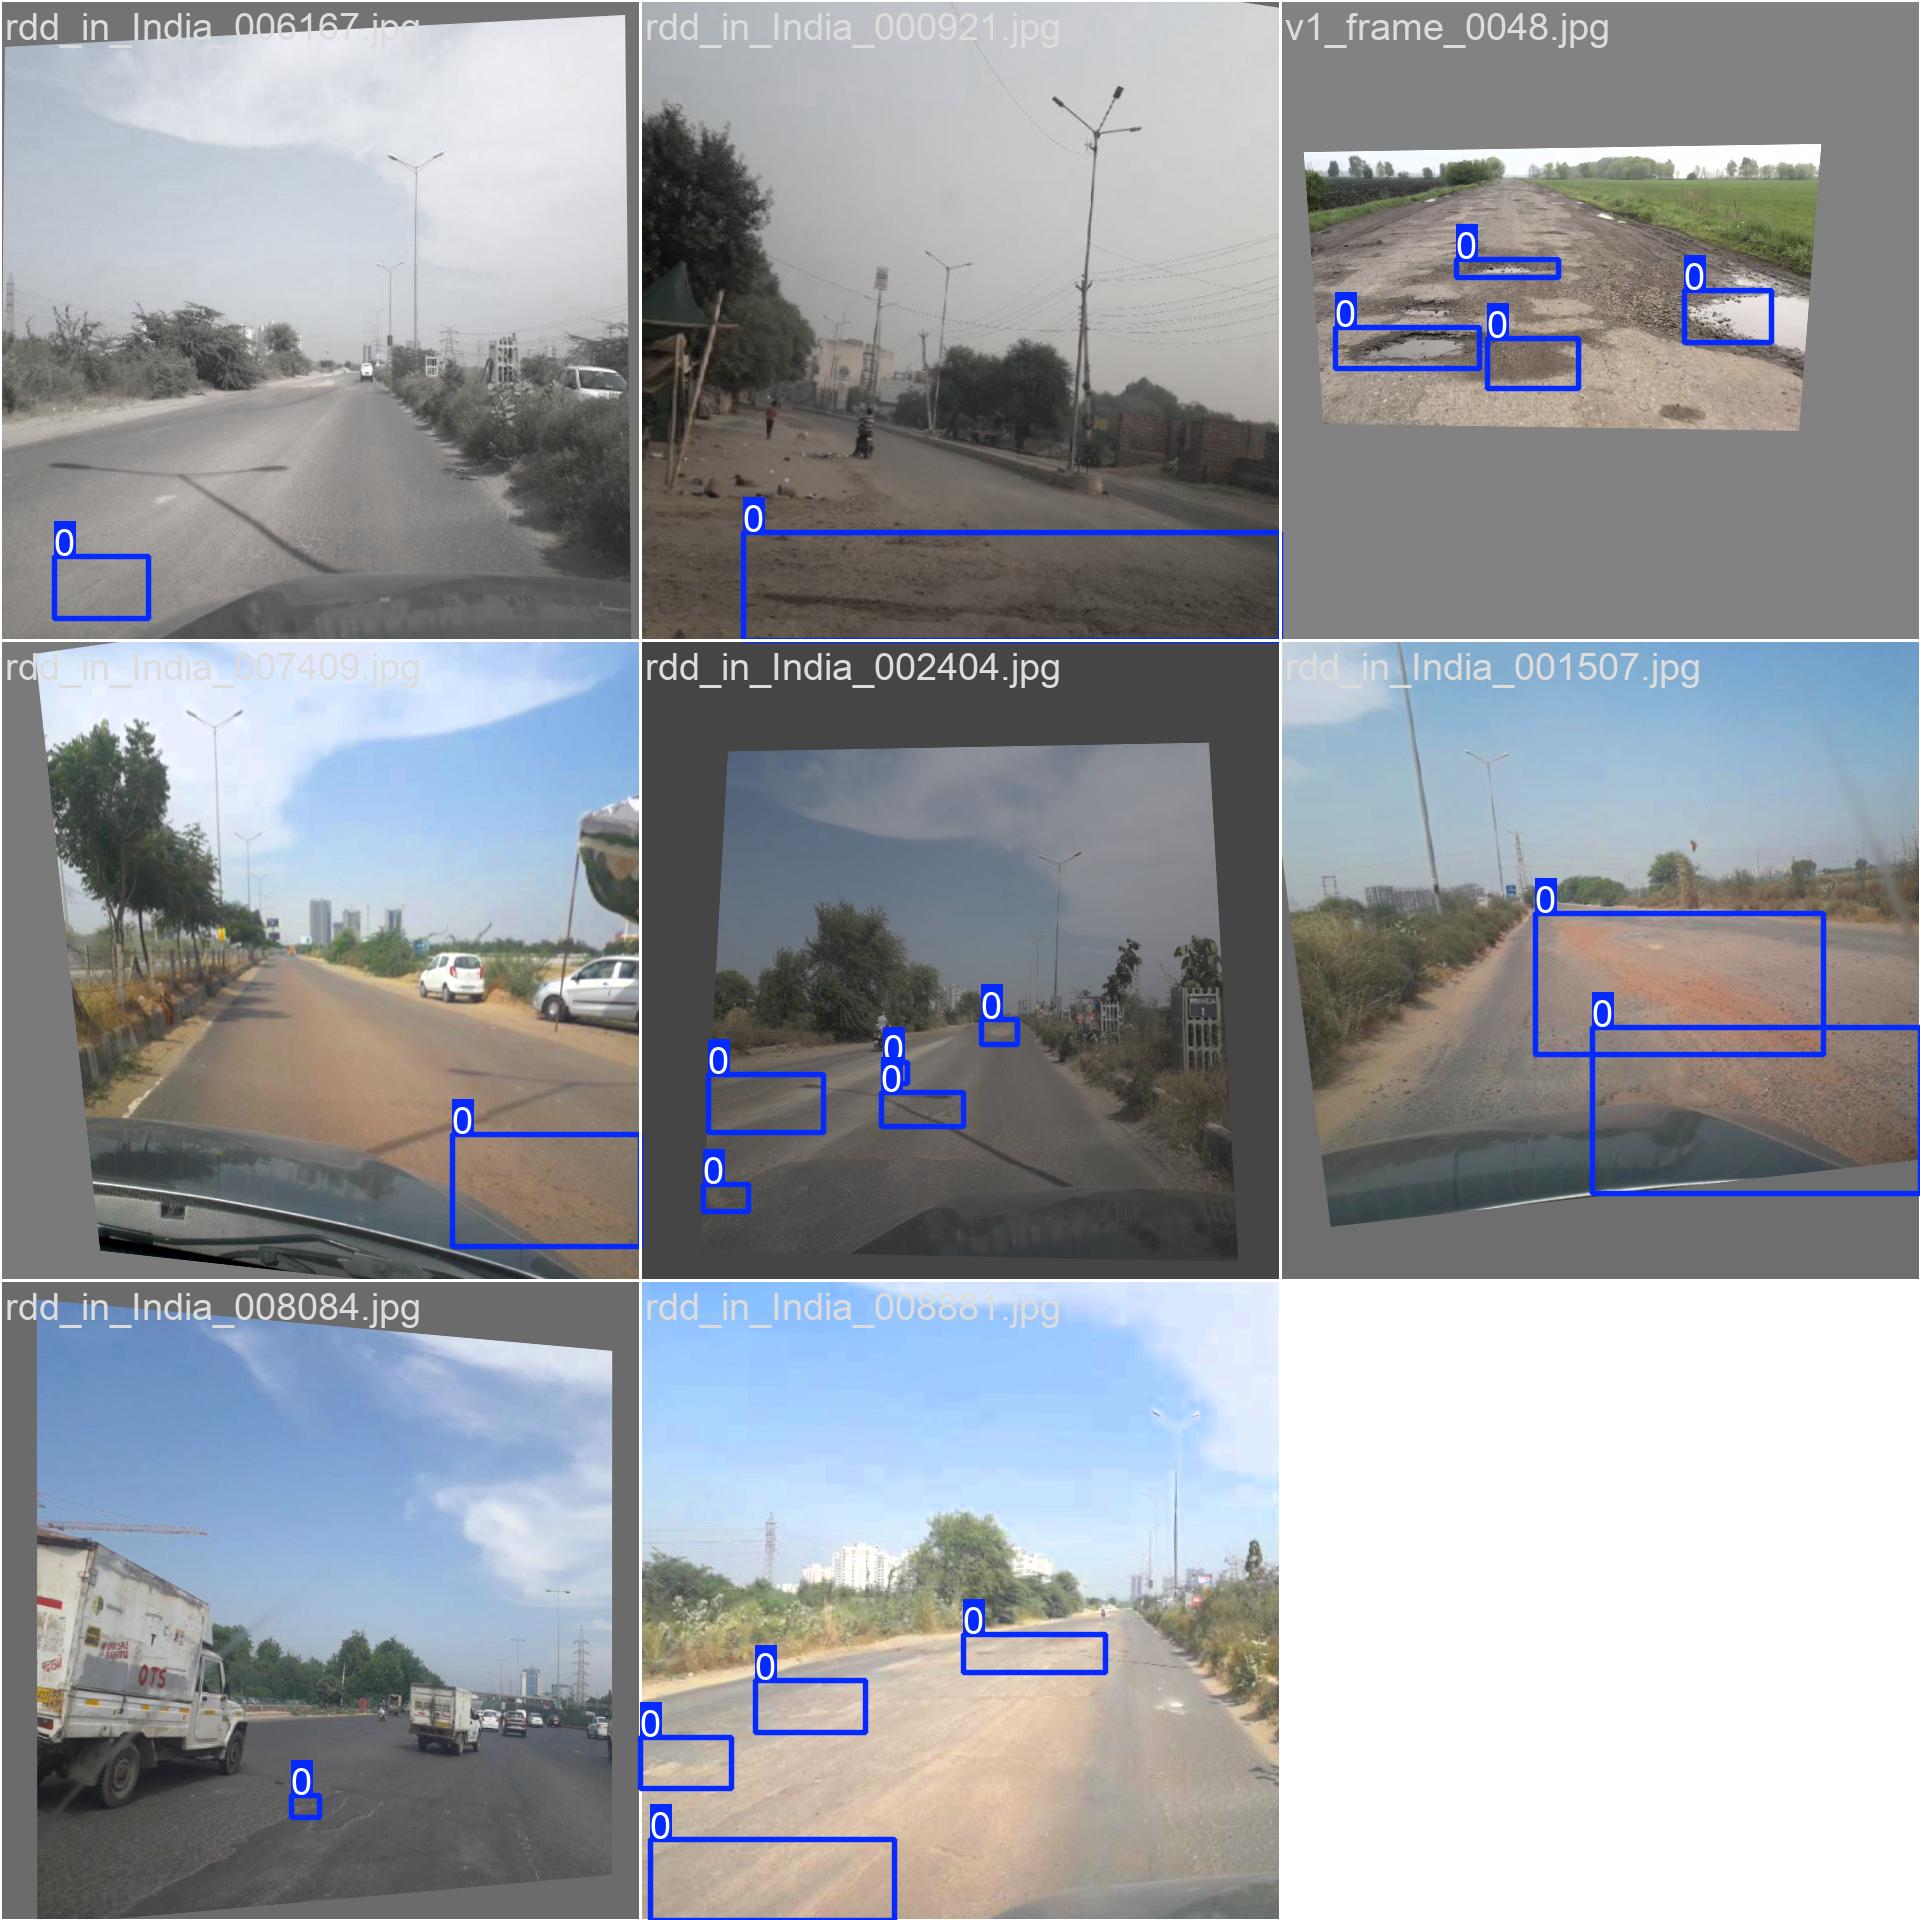 rdd_in_India_006167.jpg
rdd_in_India_000921.jpg
v1_frame_0048.jpg
0
0
0
0
0
0
rdd_in_India_007409.jpg
rdd_in_India_002404.jpg
rdd_in_India_001507.jpg
0
0
0
0
0
0
0
0
rdd_in_India_008084.jpg
rdd_in_India_008881.jpg
OTS
0
0
0
0
0